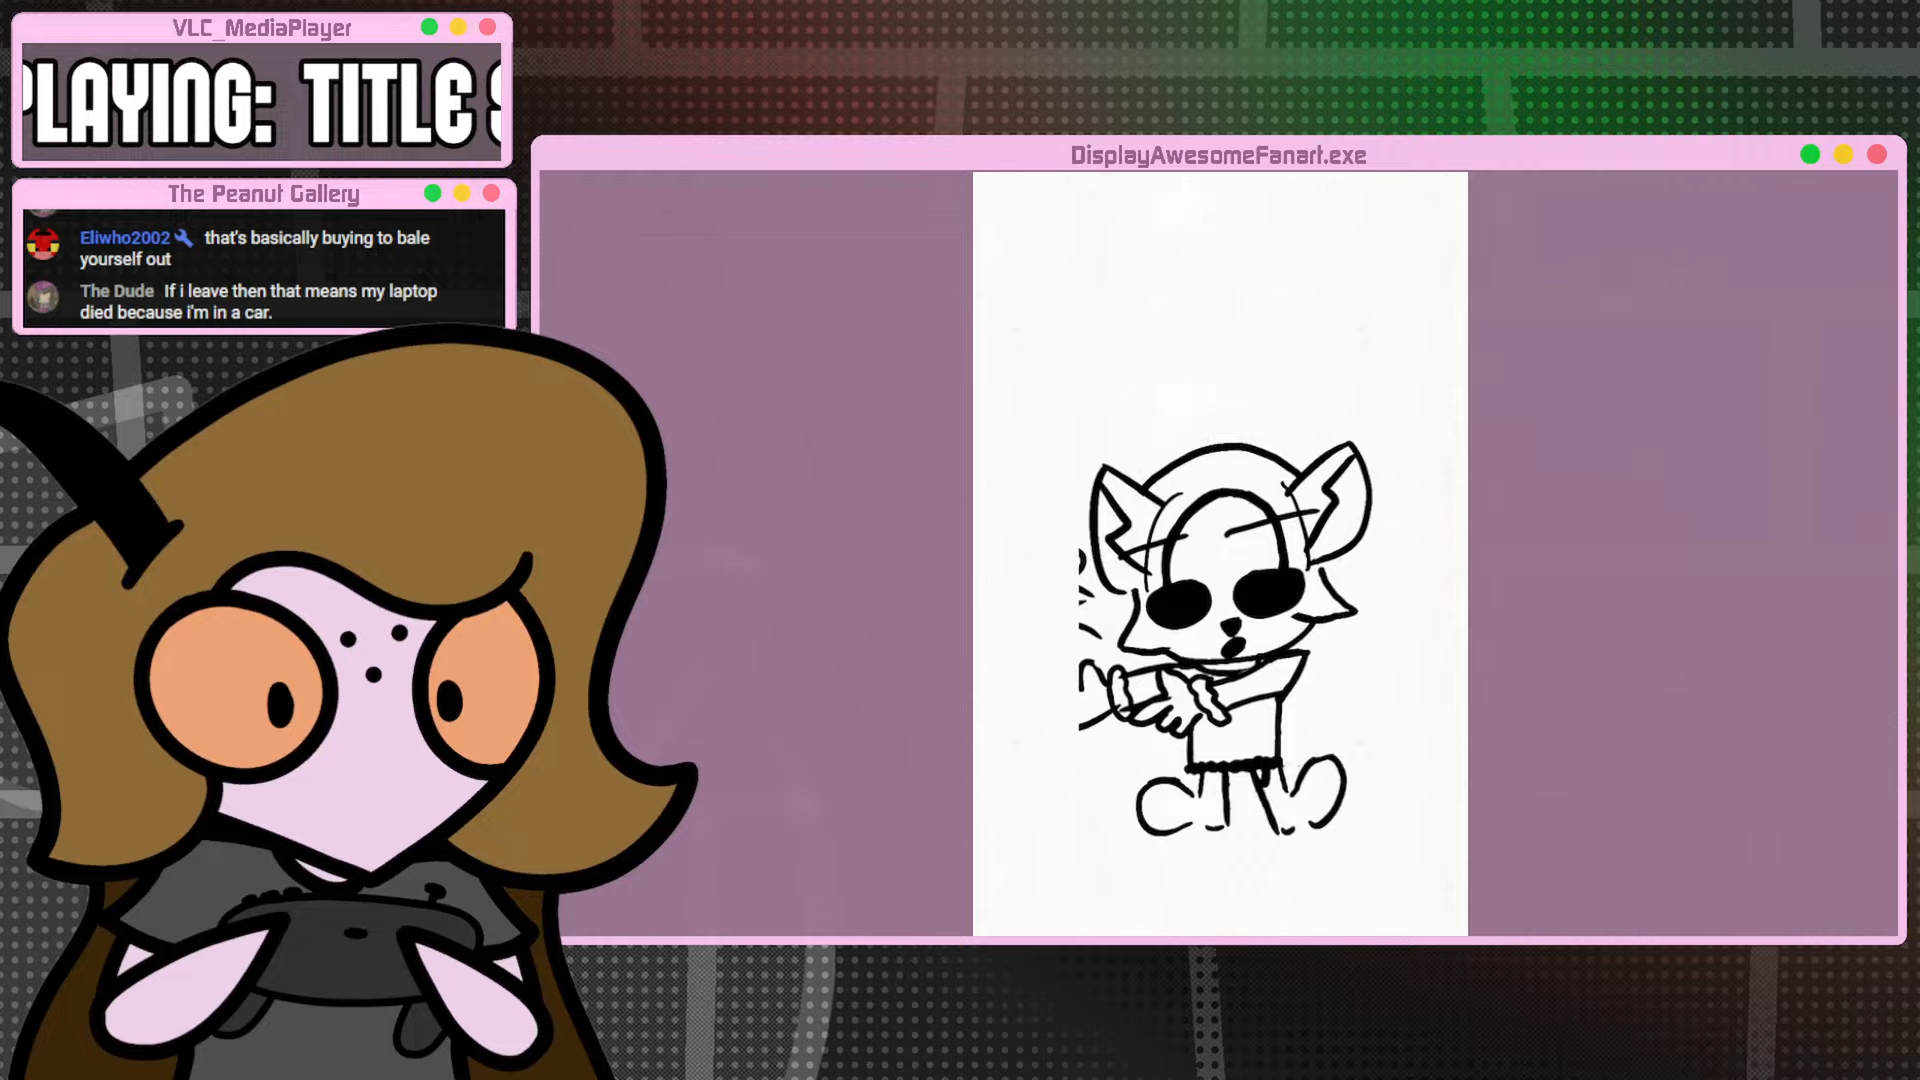 VLC_MediaPlayer
PLAYING: TITLE S
The Peanut Gallery
Eliwho2002 that's basically buying to bale
yourself out
The Dude If i leave then that means my laptop
died because i'm in a car.
DisplayAwesomeFanart.exe